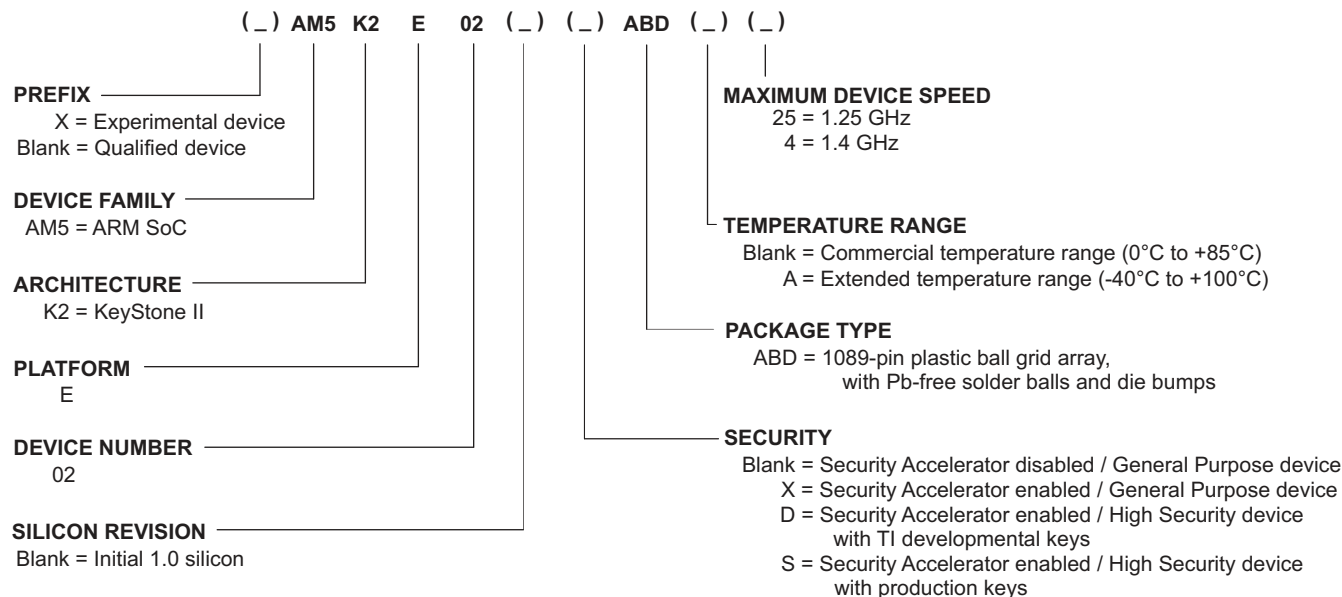 ( _ ) AM5 K2 E 02 ( _ ) ( _ ) ABD ( _ ) ( _ )
PREFIX
X = Experimental device
Blank = Qualified device
DEVICE FAMILY
AM5 = ARM SoC
ARCHITECTURE
K2 = KeyStone II
PLATFORM
E
DEVICE NUMBER
02
SILICON REVISION
Blank = Initial 1.0 silicon
MAXIMUM DEVICE SPEED
25 = 1.25 GHz
4 = 1.4 GHz
TEMPERATURE RANGE
Blank = Commercial temperature range (0°C to +85°C)
A = Extended temperature range (-40°C to +100°C)
PACKAGE TYPE
ABD = 1089-pin plastic ball grid array,
with Pb-free solder balls and die bumps
SECURITY
Blank = Security Accelerator disabled / General Purpose device
X = Security Accelerator enabled / General Purpose device
D = Security Accelerator enabled / High Security device
with TI developmental keys
S = Security Accelerator enabled / High Security device
with production keys